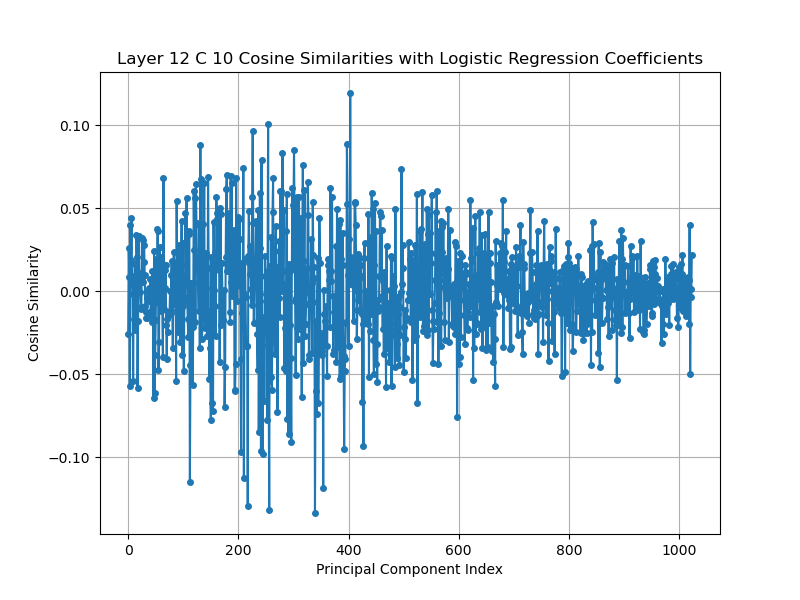 Layer 12 C 10 Cosine Similarities with Logistic Regression Coefficients
0.10
0.05
0.00
−0.05
−0.10
Cosine Similarity
0 200 400 600 800 1000
Principal Component Index